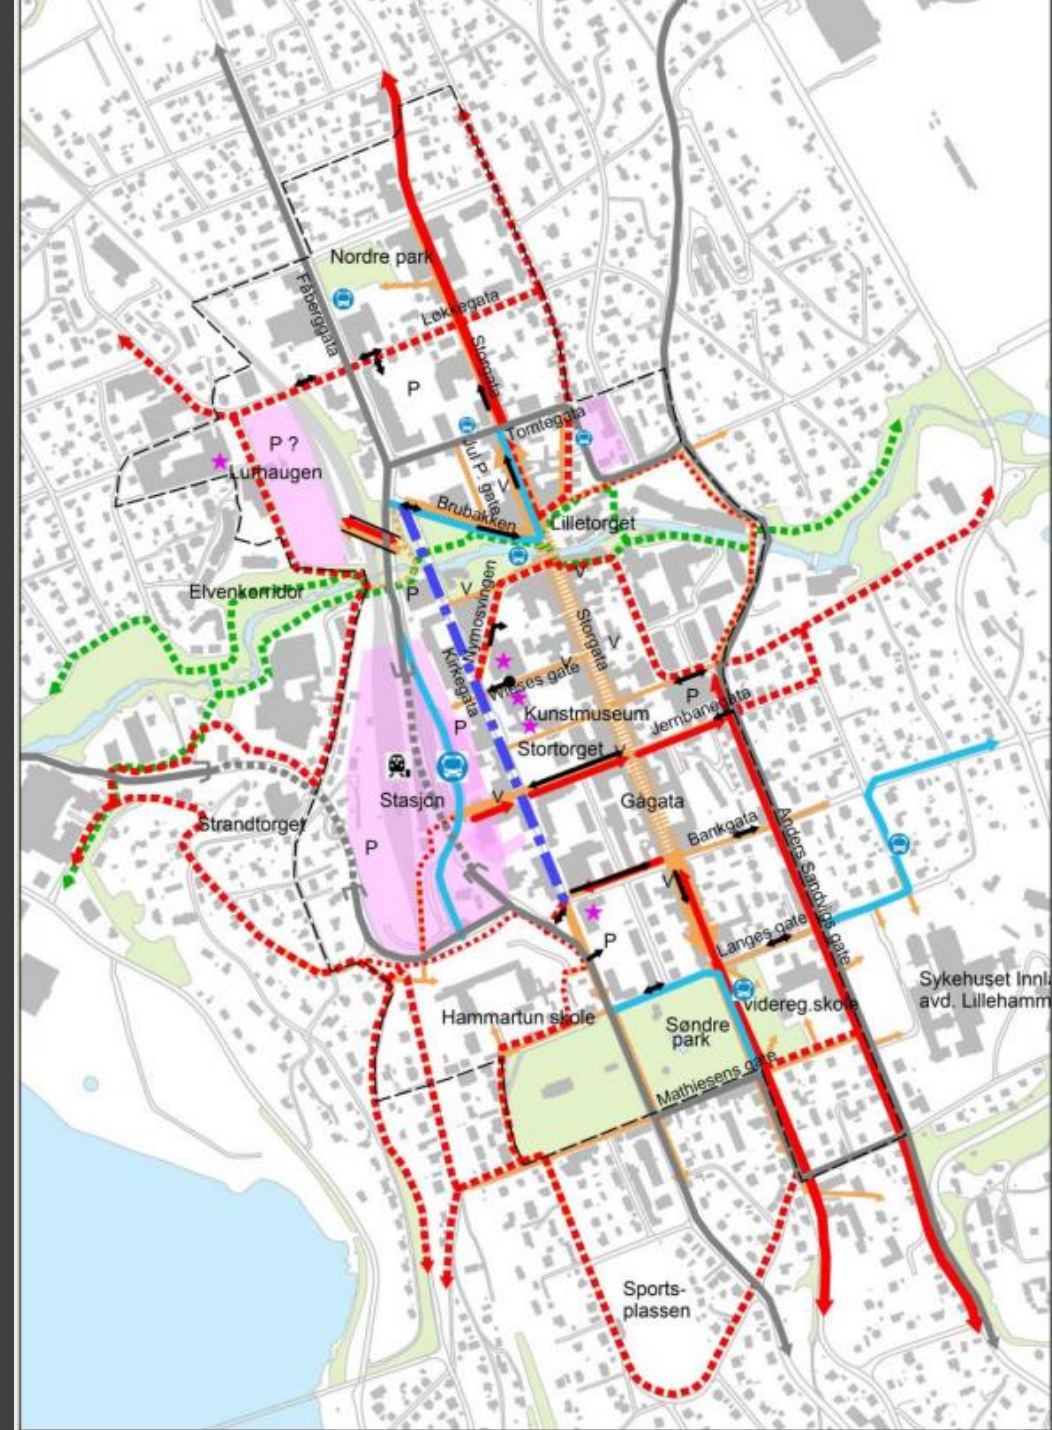 Nordre park
Fåberggata
Løkkegata
Storgata
P
Tomtegata
P ?
Lurhaugen
Jul P. gate
V
Brubakken
Lilletorget
Elvenkorridor
P
V
V
Nymosvingen
Storgata
V
V
Kirkegata
Wieses gate
P
Jernbanegata
P
Kunstmuseum
Stortorget
V
Stasjon
V
Gågata
Strandtorget
Bankgata
Anders Sandvigs gate
P
V
Langes gate
P
Sykehuset Innl
avd. Lillehamm
videreg.skole
Hammartun skole
Søndre
park
Mathiesens gate
Sports-
plassen